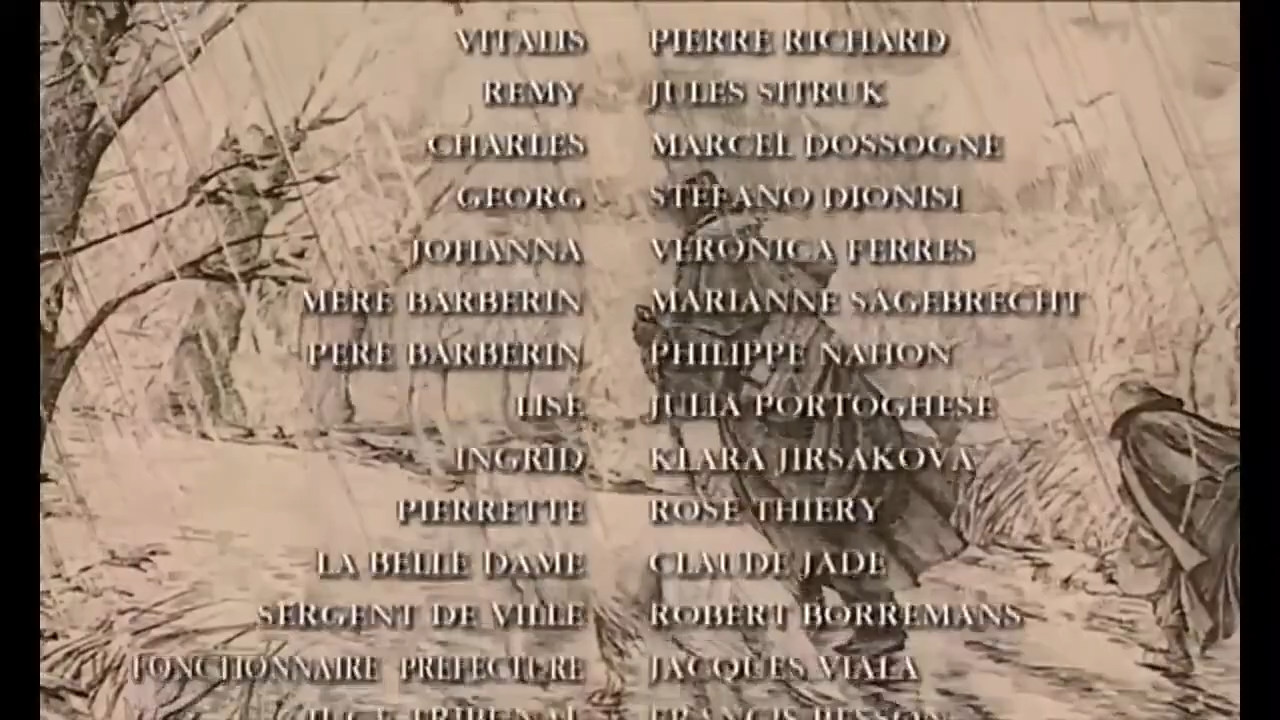 VITALIS PIERRE RICHARD
REMY JULES SITRUK
CHARLES MARCEL DOSSOGNE
GEORG STEFANO DIONISI
JOHANNA VERONICA FERRES
MERE BARBERIN MARIANNE SAGEBRECHT
PERE BARBERIN PHILIPPE NAHON
LISE JULIA PORTOGHESE
INGRID KLARA JIRSAKOVA
PIERRETTE ROSE THIERY
LA BELLE DAME CLAUDE JADE
SERGENT DE VILLE ROBERT BORREMANS
FONCTIONNAIRE PREFECTURE JACQUES VIALA